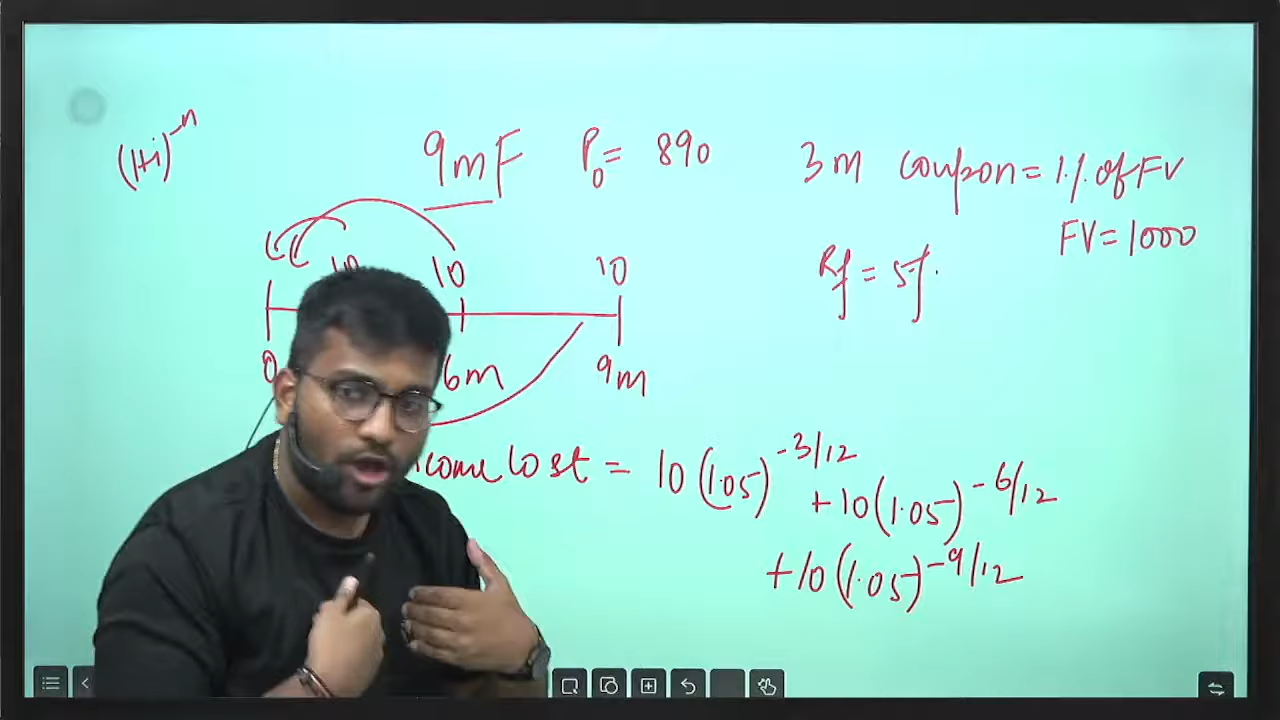 (1+i)^-n
9mF P₀= 890 3m coupon = 1% of FV
FV = 1000
Rf = 5%
10 10 10
0 6m 9m
lost = 10(1.05)^-3/12
+10(1.05)^-6/12
+10(1.05)^-9/12